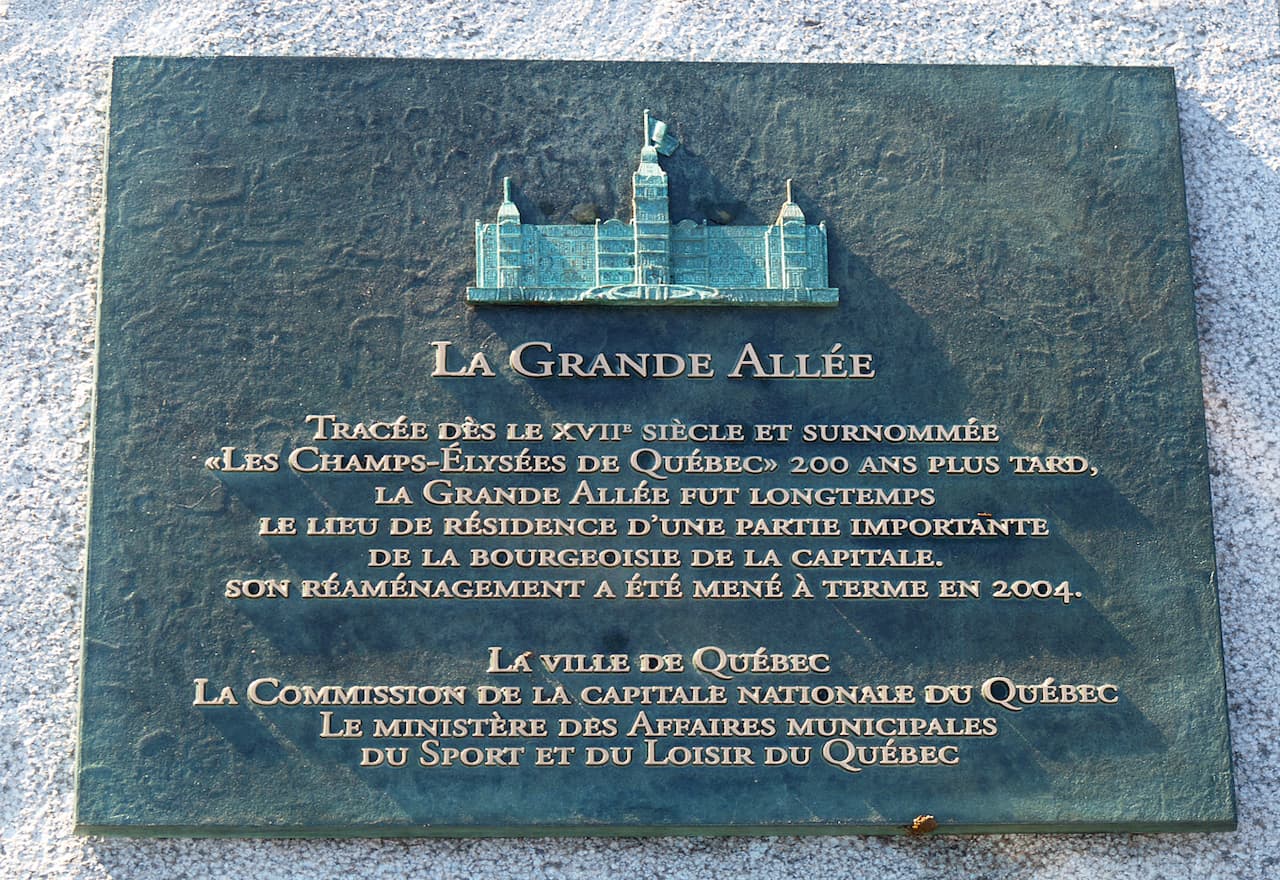 La Grande Allée
Tracée dès le XVIIe siècle et surnommée
«Les Champs-Élysées de Québec» 200 ans plus tard,
la Grande Allée fut longtemps
le lieu de résidence d'une partie importante
de la bourgeoisie de la capitale.
Son réaménagement a été mené à terme en 2004.
La ville de Québec
La Commission de la capitale nationale du Québec
Le ministère des Affaires municipales
du Sport et du Loisir du Québec